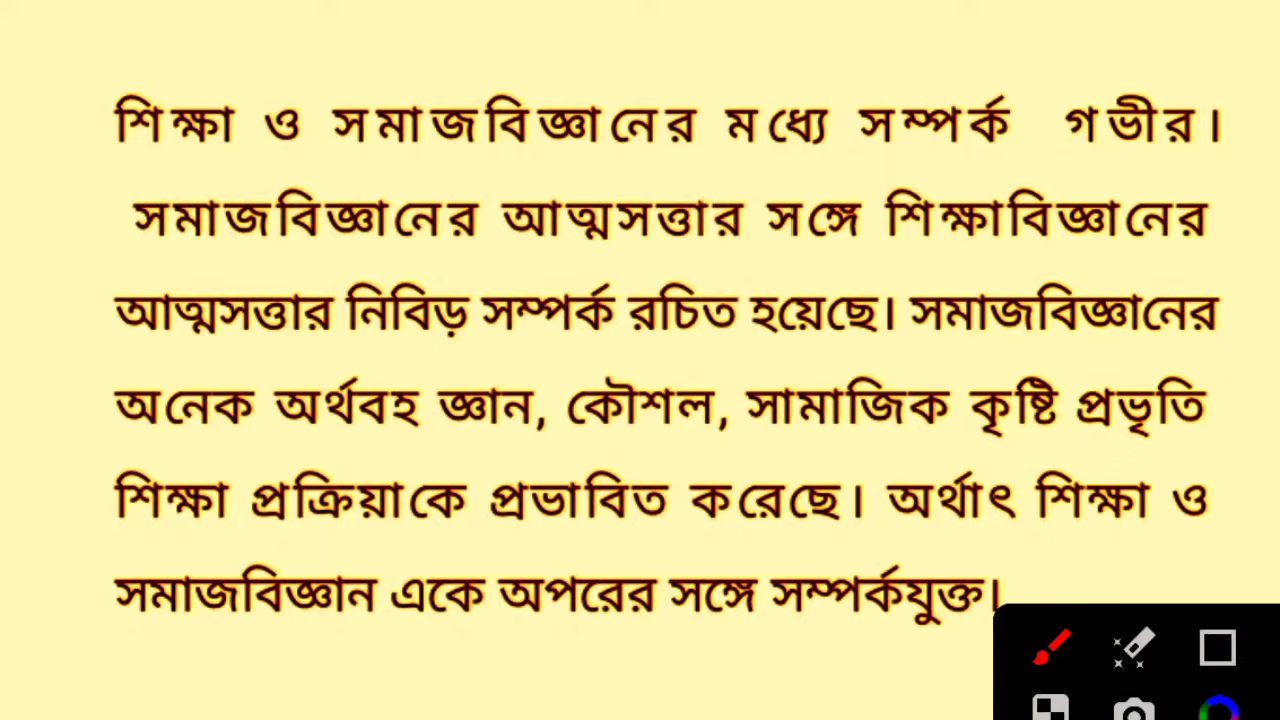 শিক্ষা ও সমাজবিজ্ঞানের মধ্যে সম্পর্ক গভীর।
সমাজবিজ্ঞানের আত্মসত্তার সঙ্গে শিক্ষাবিজ্ঞানের
আত্মসত্তার নিবিড় সম্পর্ক রচিত হয়েছে। সমাজবিজ্ঞানের
অনেক অর্থবহ জ্ঞান, কৌশল, সামাজিক কৃষ্টি প্রভৃতি
শিক্ষা প্রক্রিয়াকে প্রভাবিত করেছে। অর্থাৎ শিক্ষা ও
সমাজবিজ্ঞান একে অপরের সঙ্গে সম্পর্কযুক্ত।